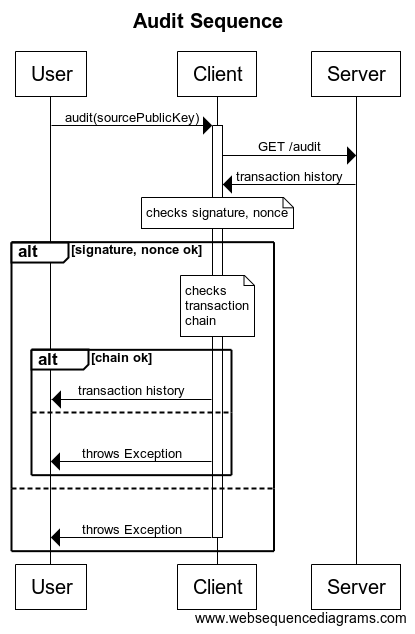 Audit Sequence
User
Client
Server
audit(sourcePublicKey)
GET /audit
transaction history
checks signature, nonce
alt
[signature, nonce ok]
checks
transaction
chain
alt
[chain ok]
transaction history
throws Exception
throws Exception
User
Client
Server
www.websequencediagrams.com